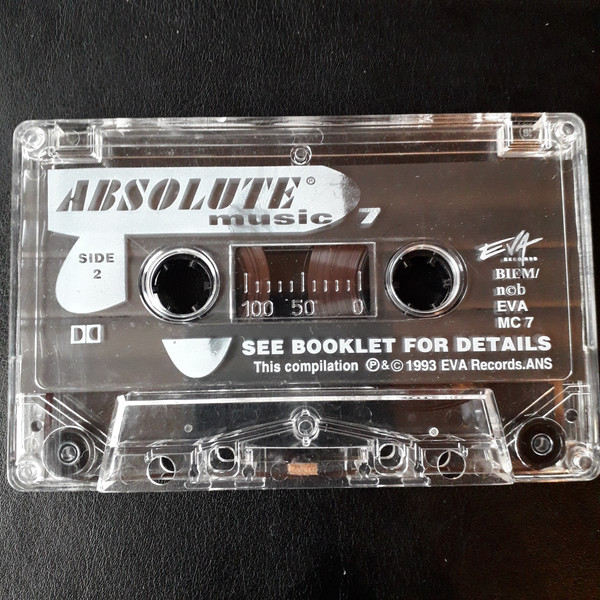 ABSOLUTE®
music 7
SIDE
2
100 50 0
EVA
RECORDS
BIEM/
n©b
EVA
MC 7
SEE BOOKLET FOR DETAILS
This compilation ℗&© 1993 EVA Records.ANS